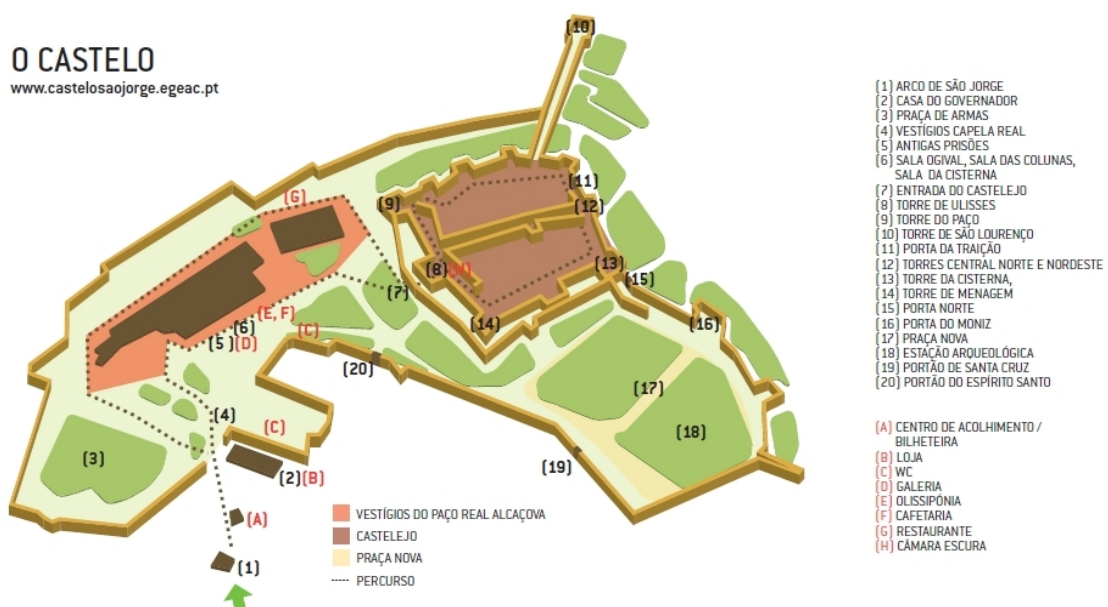 O CASTELO
www.castelosaojorge.egeac.pt
(10)
(G)
(9)
(11)
(12)
(8)(H)
(13)
(15)
(7)
(14)
(16)
(E, F)
(6)
(5)(D)
(C)
(20)
(17)
(4)
(C)
(18)
(3)
(2)(B)
(19)
(A)
(1)
VESTÍGIOS DO PAÇO REAL ALCAÇOVA
CASTELEJO
PRAÇA NOVA
PERCURSO
(1) ARCO DE SÃO JORGE
(2) CASA DO GOVERNADOR
(3) PRAÇA DE ARMAS
(4) VESTÍGIOS CAPELA REAL
(5) ANTIGAS PRISÕES
(6) SALA OGIVAL, SALA DAS COLUNAS,
SALA DA CISTERNA
(7) ENTRADA DO CASTELEJO
(8) TORRE DE ULISSES
(9) TORRE DO PAÇO
(10) TORRE DE SÃO LOURENÇO
(11) PORTA DA TRAIÇÃO
(12) TORRES CENTRAL NORTE E NORDESTE
(13) TORRE DA CISTERNA,
(14) TORRE DE MENAGEM
(15) PORTA NORTE
(16) PORTA DO MONIZ
(17) PRAÇA NOVA
(18) ESTAÇÃO ARQUEOLÓGICA
(19) PORTÃO DE SANTA CRUZ
(20) PORTÃO DO ESPÍRITO SANTO
(A) CENTRO DE ACOLHIMENTO /
BILHETEIRA
(B) LOJA
(C) WC
(D) GALERIA
(E) OLISSIPÓNIA
(F) CAFETARIA
(G) RESTAURANTE
(H) CÂMARA ESCURA